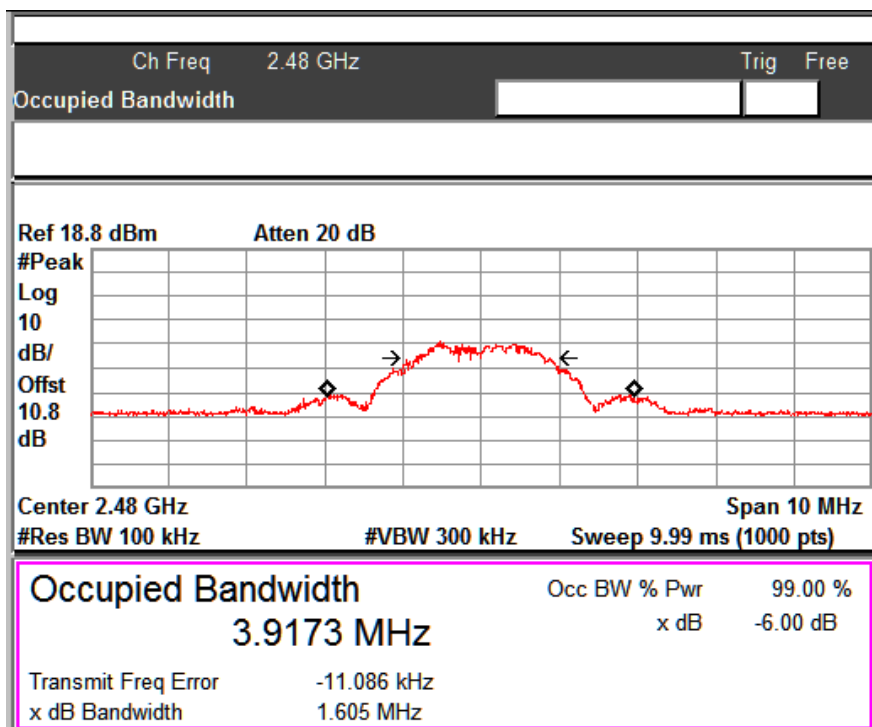 Ch Freq 2.48 GHz Trig Free
Occupied Bandwidth
Ref 18.8 dBm Atten 20 dB
#Peak
Log
10
dB/
Offst
10.8
dB
Center 2.48 GHz Span 10 MHz
#Res BW 100 kHz #VBW 300 kHz Sweep 9.99 ms (1000 pts)
Occupied Bandwidth Occ BW % Pwr 99.00 %
3.9173 MHz x dB -6.00 dB
Transmit Freq Error -11.086 kHz
x dB Bandwidth 1.605 MHz